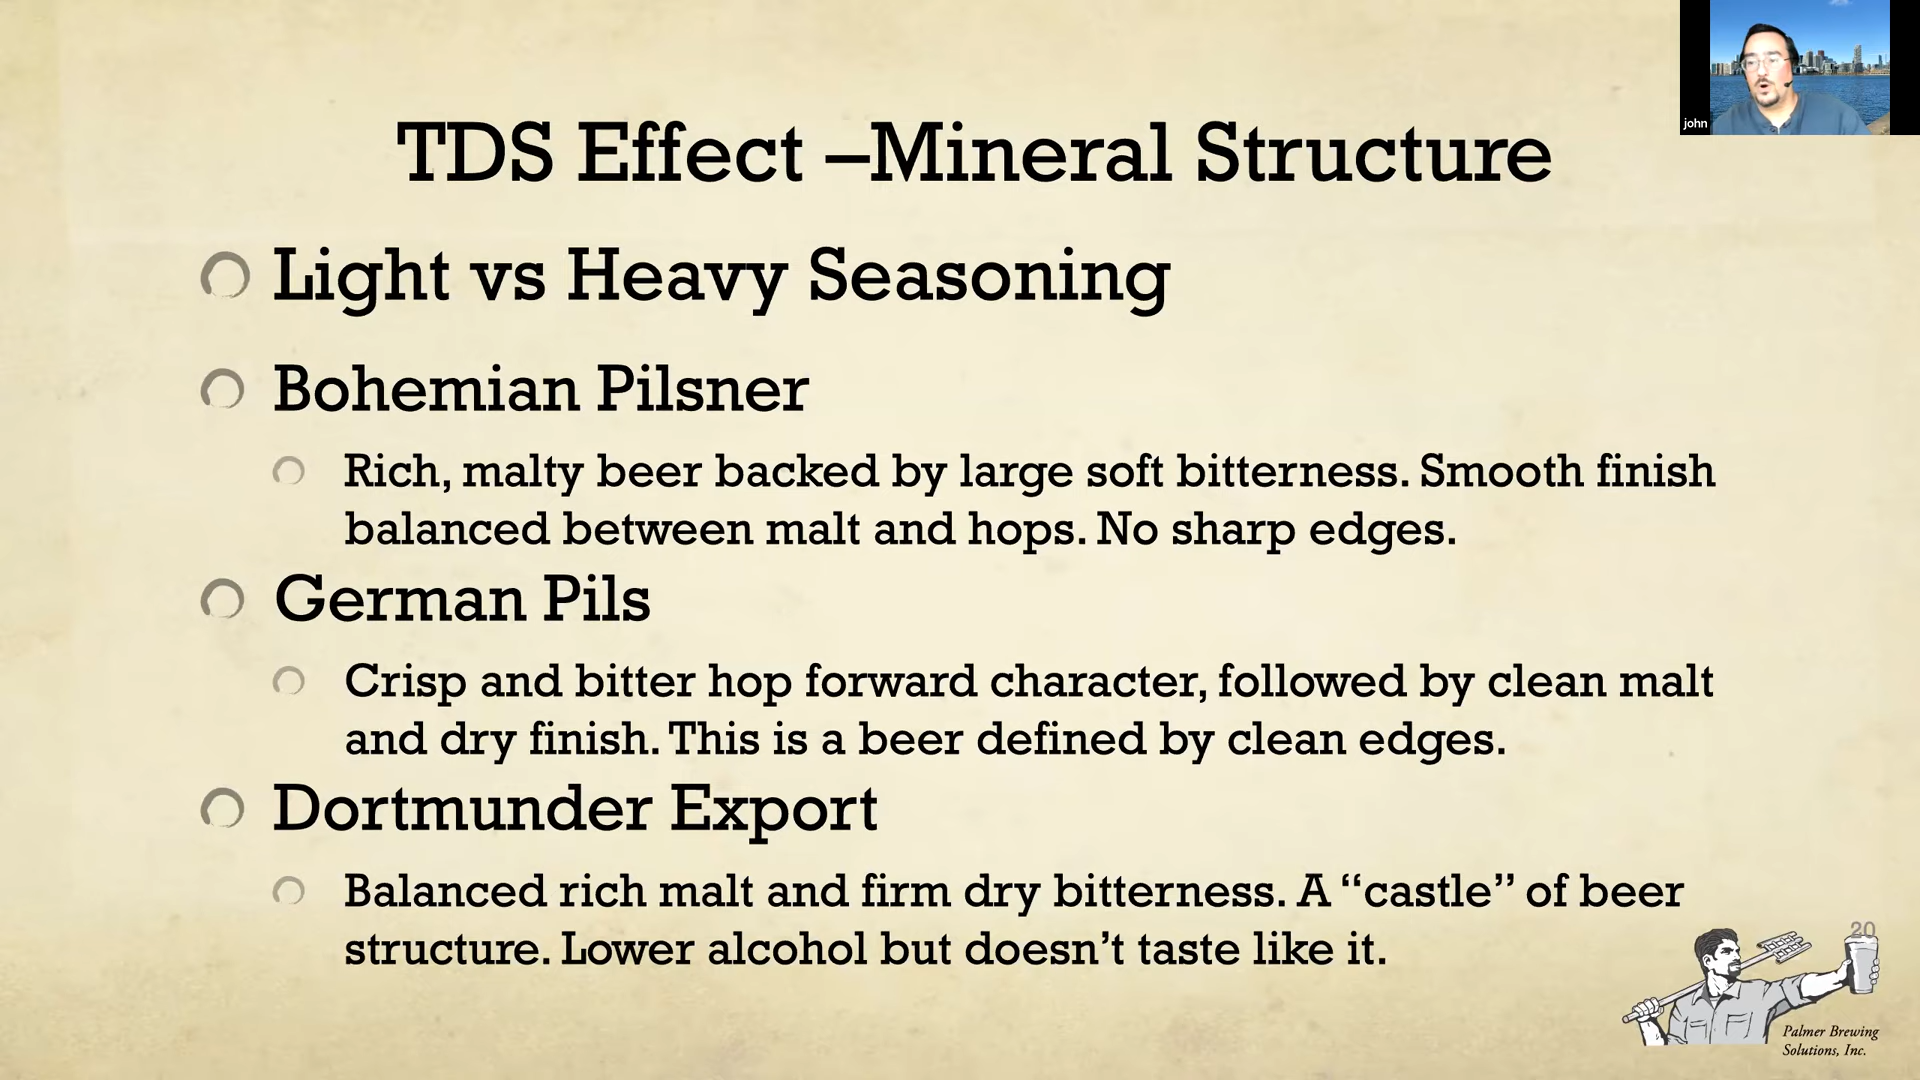 john
TDS Effect –Mineral Structure
Light vs Heavy Seasoning
Bohemian Pilsner
Rich, malty beer backed by large soft bitterness. Smooth finish
balanced between malt and hops. No sharp edges.
German Pils
Crisp and bitter hop forward character, followed by clean malt
and dry finish. This is a beer defined by clean edges.
Dortmunder Export
Balanced rich malt and firm dry bitterness. A “castle” of beer
structure. Lower alcohol but doesn’t taste like it.
20
Palmer Brewing
Solutions, Inc.